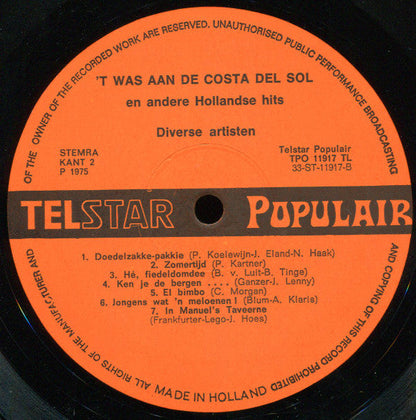 OF THE OWNER OF THE RECORDED WORK ARE RESERVED. UNAUTHORISED PUBLIC PERFORMANCE BROADCASTING
'T WAS AAN DE COSTA DEL SOL
en andere Hollandse hits
Diverse artisten
STEMRA
KANT 2
P 1975
Telstar Populair
TPO 11917 TL
33-ST-11917-B
TELSTAR POPULAIR
1. Doedelzakke-pakkie (P. Koelewijn-J. Eland-N. Haak)
2. Zomertijd (P. Kartner)
3. Hé, fiedeldomdee (B. v. Luit-B. Tinge)
4. Ken je de bergen .... (Ganzer-J. Lenny)
5. El bimbo (C. Morgan)
6. Jongens wat 'n meloenen! (Blum-A. Klaris)
7. In Manuel's Taveerne
(Frankfurter-Lego-J. Hoes)
AND COPYING OF THIS RECORD PROHIBITED
MADE IN HOLLAND
ALL RIGHTS OF THE MANUFACTURER AND